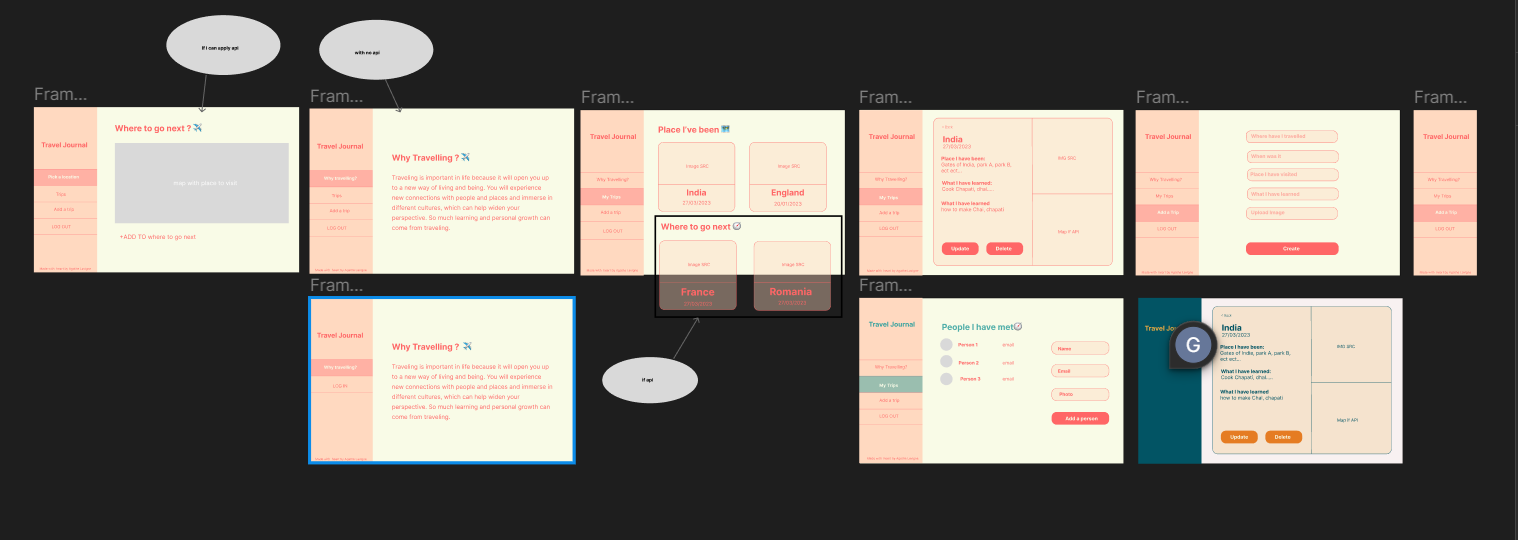 If I can apply api
with no api
Fram...
Fram...
Fram...
Fram...
Fram...
Fram...
Travel Journal
Where to go next ? ✈️
map with place to visit
Trips
Add a trip
LOG OUT
+ADD TO where to go next
Travel Journal
Why travelling?
Trips
Add a trip
LOG OUT
Why Travelling ? ✈️
Traveling is important in life because it will open you up
to a new way of living and being. You will experience
new connections with people and places and immerse in
different cultures, which can help widen your
perspective. So much learning and personal growth can
come from traveling.
Travel Journal
Why Travelling?
My Trips
Add a trip
LOG OUT
Place I've been
Image SRC
India
27/03/2023
Image SRC
England
20/01/2023
Where to go next
Image SRC
France
Image SRC
Romania
If api
Travel Journal
Why Travelling?
My Trips
Add a trip
LOG OUT
India
27/03/2023
Place I have been:
Gates of India, park A, park B,
ect ect...
What I have learned:
Cook Chapati, dhal....
What I have learned
how to make Chai, chapati
Update
Delete
IMG SRC
Map if API
Travel Journal
Why Travelling?
My Trips
Add a Trip
LOG OUT
Where have I travelled
When was it
Place I have visited
What I have learned
Upload Image
Create
Travel Journal
Why Travelling?
My Trips
Add a trip
LOG OUT
Fram...
Travel Journal
Why travelling?
LOG IN
Why Travelling ? ✈️
Traveling is important in life because it will open you up
to a new way of living and being. You will experience
new connections with people and places and immerse in
different cultures, which can help widen your
perspective. So much learning and personal growth can
come from traveling.
Fram...
Travel Journal
Why Travelling?
My Trips
Add a trip
LOG OUT
People I have met
Person 1
email
Person 2
email
Person 3
email
Name
Email
Photo
Add a person
Travel Jou
G
India
27/03/2023
Place I have been:
Gates of India, park A, park B,
ect ect...
What I have learned:
Cook Chapati, dhal....
What I have learned
how to make Chai, chapati
Update
Delete
IMG SRC
Map if API